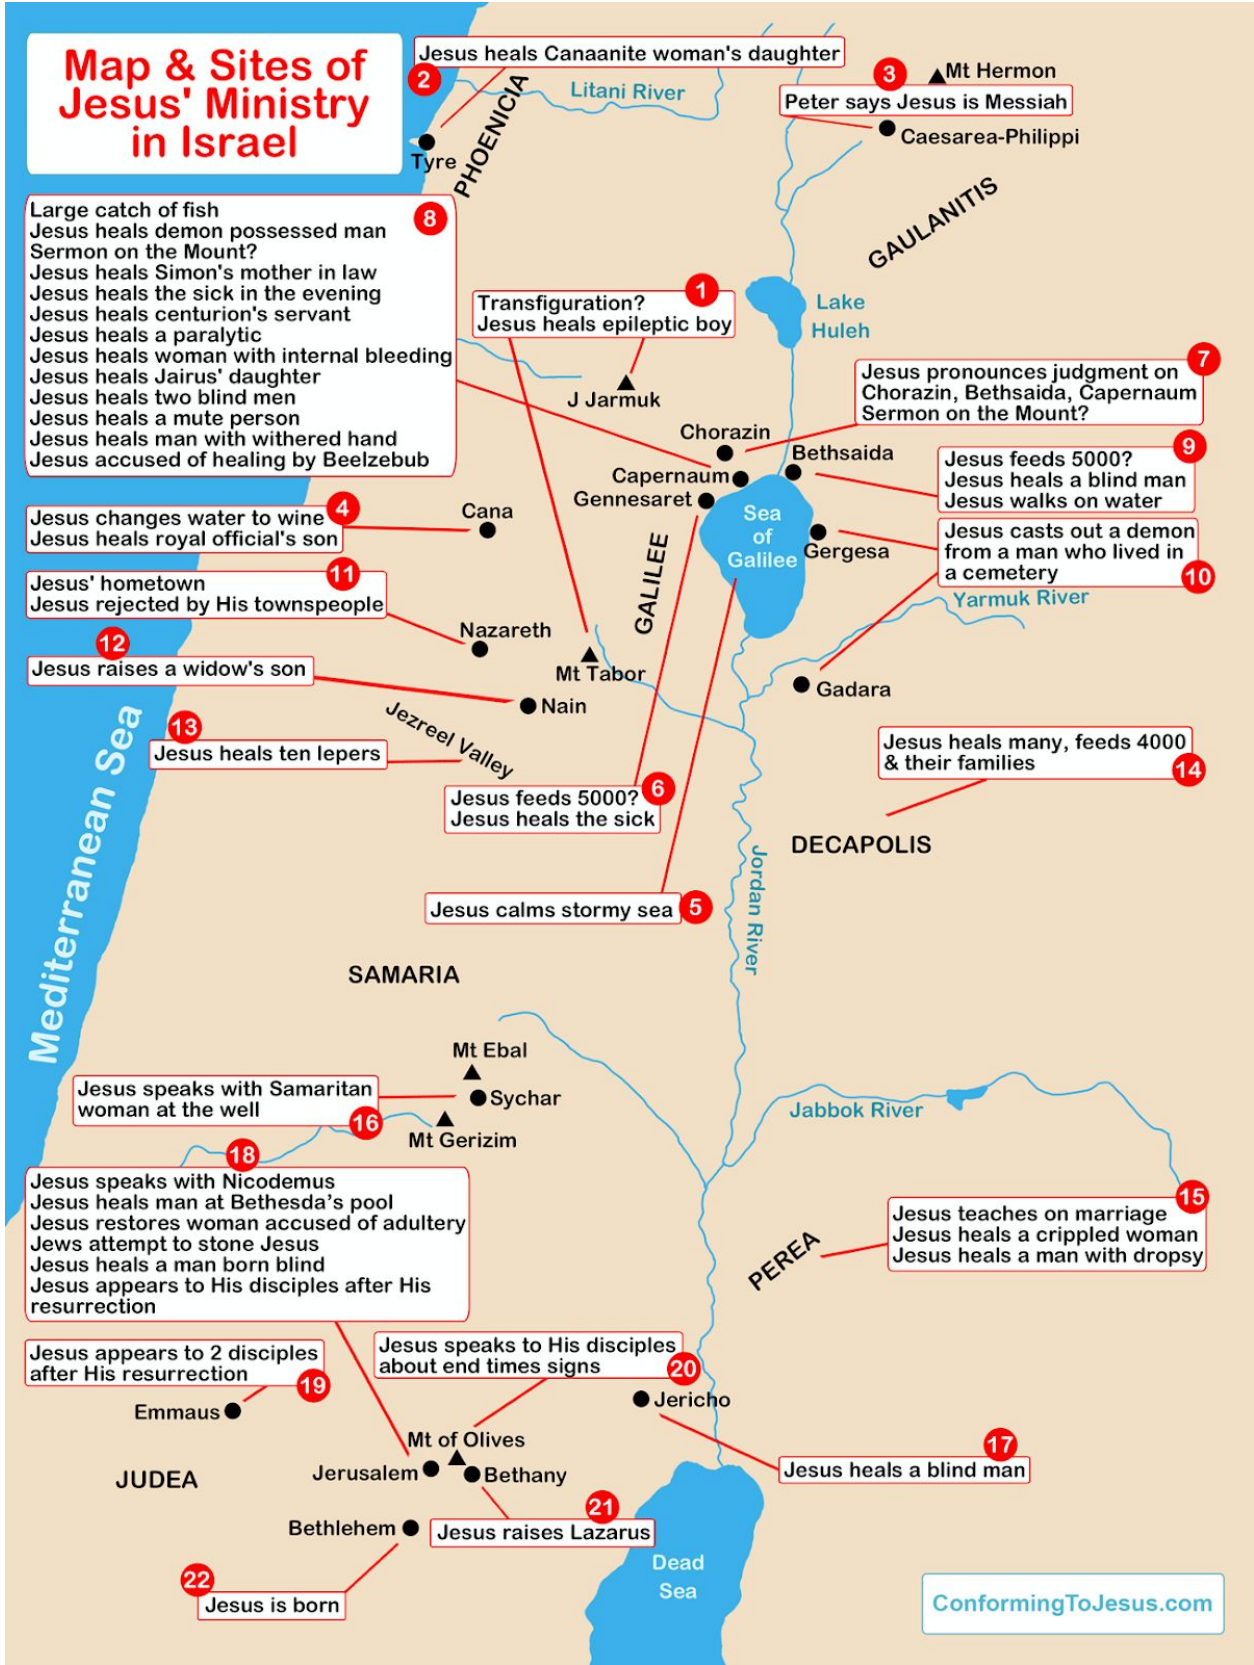 Map & Sites of
Jesus' Ministry
in Israel
Jesus heals Canaanite woman's daughter
2
Litani River
PHOENICIA
Tyre
3
Mt Hermon
Peter says Jesus is Messiah
Caesarea-Philippi
GAULANITIS
8
Large catch of fish
Jesus heals demon possessed man
Sermon on the Mount?
Jesus heals Simon's mother in law
Jesus heals the sick in the evening
Jesus heals centurion's servant
Jesus heals a paralytic
Jesus heals woman with internal bleeding
Jesus heals Jairus' daughter
Jesus heals two blind men
Jesus heals a mute person
Jesus heals man with withered hand
Jesus accused of healing by Beelzebub
1
Transfiguration?
Jesus heals epileptic boy
J Jarmuk
Lake
Huleh
7
Jesus pronounces judgment on
Chorazin, Bethsaida, Capernaum
Sermon on the Mount?
Chorazin
Bethsaida
Capernaum
Gennesaret
9
Jesus feeds 5000?
Jesus heals a blind man
Jesus walks on water
Sea
of
Galilee
Gergesa
Jesus casts out a demon
from a man who lived in
a cemetery
10
Yarmuk River
4
Jesus changes water to wine
Jesus heals royal official's son
Cana
GALILEE
11
Jesus' hometown
Jesus rejected by His townspeople
Nazareth
12
Jesus raises a widow's son
Mt Tabor
Nain
Gadara
13
Jesus heals ten lepers
Jezreel Valley
Mediterranean Sea
Jesus heals many, feeds 4000
& their families
14
DECAPOLIS
6
Jesus feeds 5000?
Jesus heals the sick
Jesus calms stormy sea
5
Jordan River
SAMARIA
Mt Ebal
Jesus speaks with Samaritan
woman at the well
16
Sychar
Mt Gerizim
Jabbok River
18
Jesus speaks with Nicodemus
Jesus heals man at Bethesda's pool
Jesus restores woman accused of adultery
Jews attempt to stone Jesus
Jesus heals a man born blind
Jesus appears to His disciples after His
resurrection
15
Jesus teaches on marriage
Jesus heals a crippled woman
Jesus heals a man with dropsy
PEREA
Jesus appears to 2 disciples
after His resurrection
19
Emmaus
Jesus speaks to His disciples
about end times signs
20
Jericho
Mt of Olives
Jerusalem
Bethany
17
Jesus heals a blind man
JUDEA
21
Jesus raises Lazarus
Bethlehem
22
Jesus is born
Dead
Sea
ConformingToJesus.com